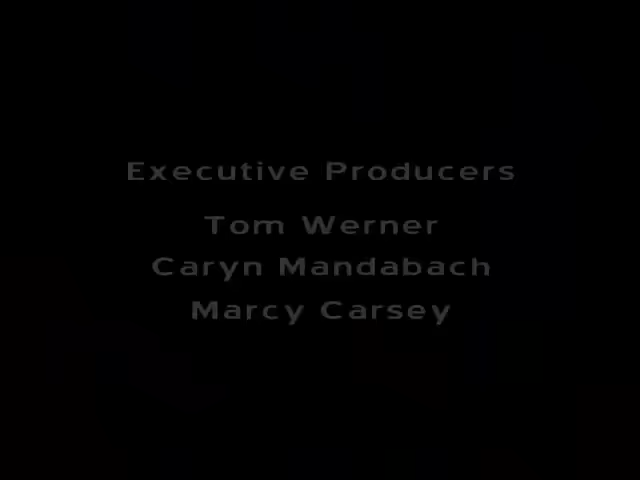 Executive Producers
Tom Werner
Caryn Mandabach
Marcy Carsey